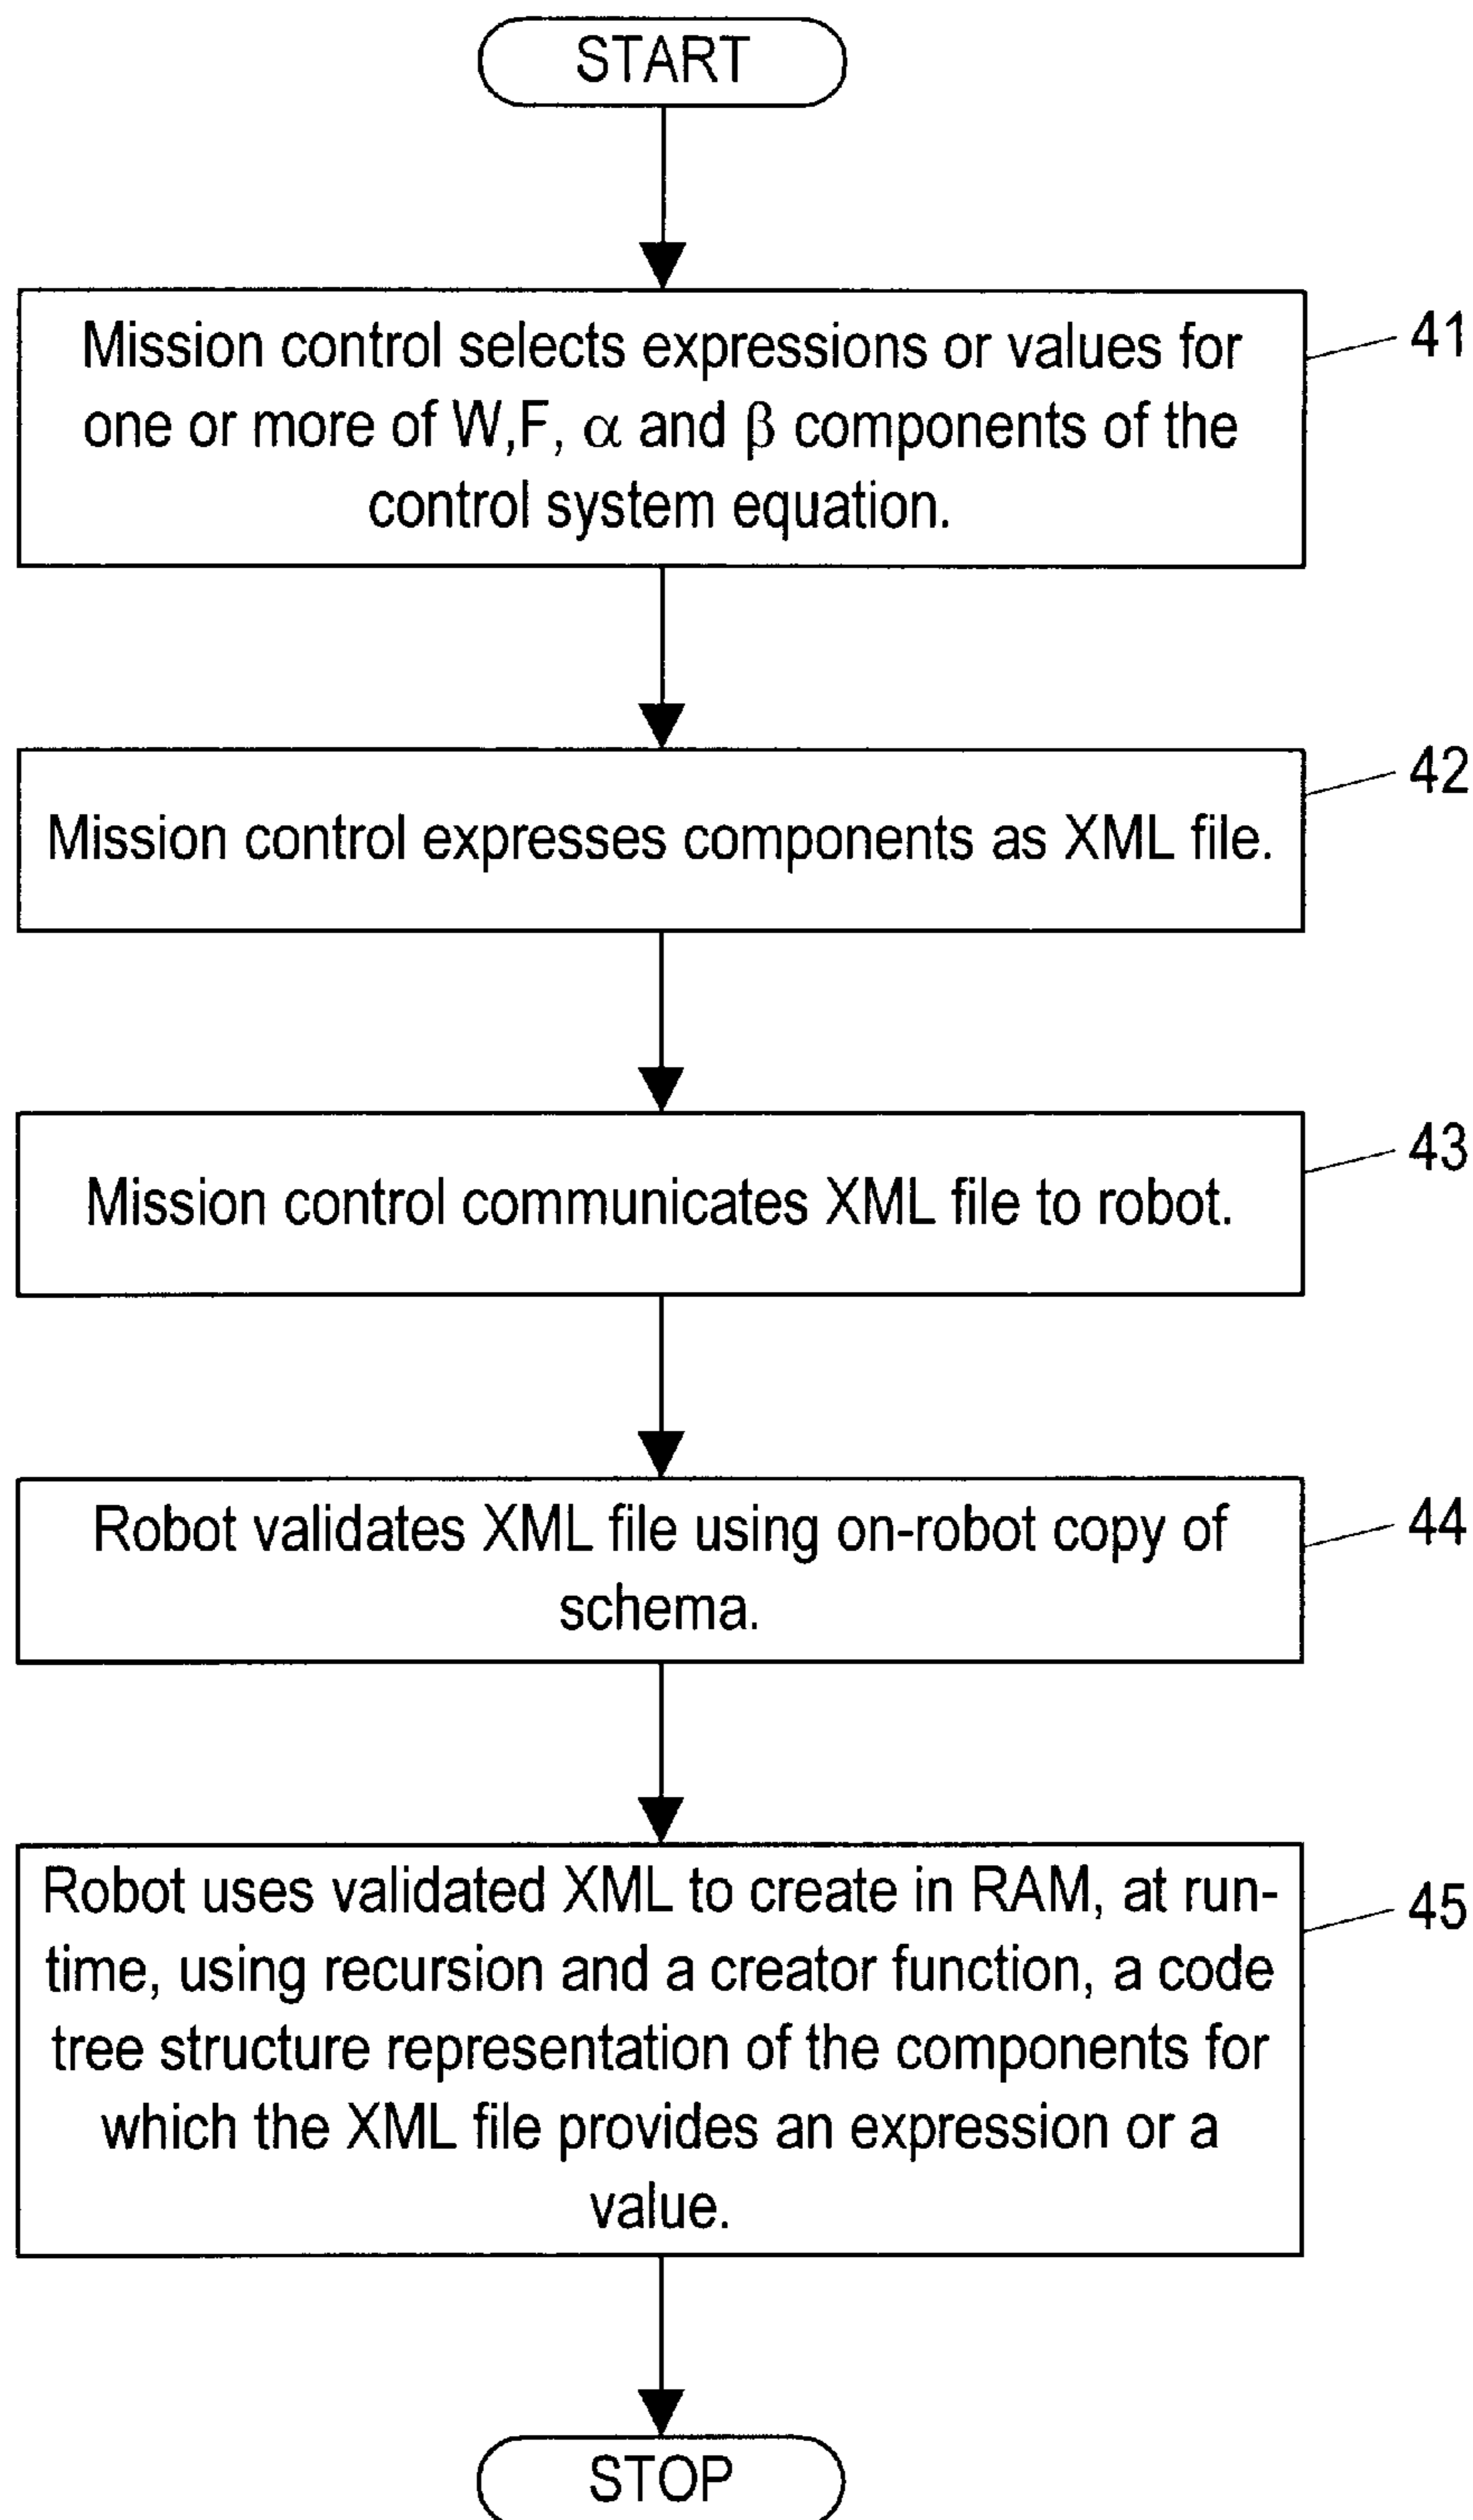 START
Mission control selects expressions or values for
one or more of W,F, α and β components of the
control system equation.
41
Mission control expresses components as XML file.
42
Mission control communicates XML file to robot.
43
Robot validates XML file using on-robot copy of
schema.
44
Robot uses validated XML to create in RAM, at run-
time, using recursion and a creator function, a code
tree structure representation of the components for
which the XML file provides an expression or a
value.
45
STOP